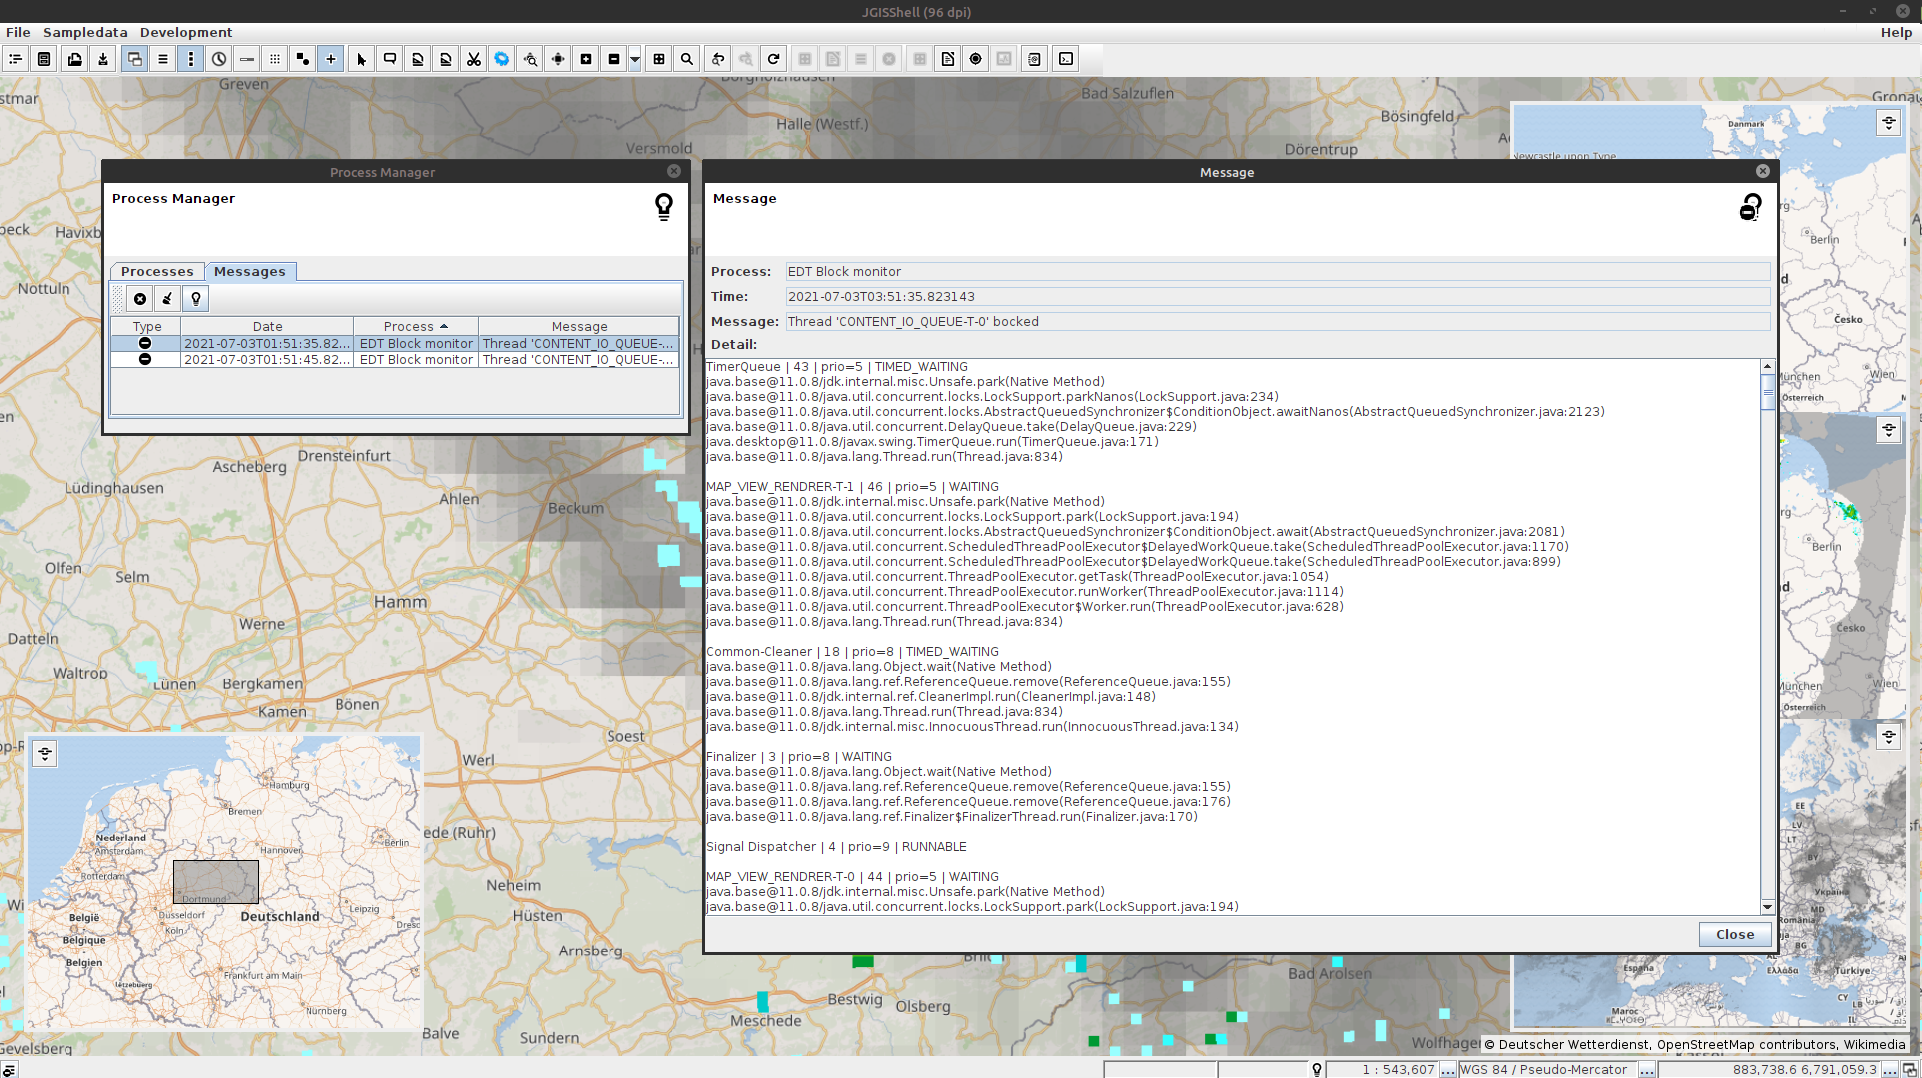 JGISShell (96 dpi)
File Sampledata Development Help
Process Manager
Process Manager
Processes Messages
Type Date Process Message
2021-07-03T01:51:35.82... EDT Block monitor Thread 'CONTENT_IO_QUEUE-...
2021-07-03T01:51:45.82... EDT Block monitor Thread 'CONTENT_IO_QUEUE-...
Message
Message
Process: EDT Block monitor
Time: 2021-07-03T03:51:35.823143
Message: Thread 'CONTENT_IO_QUEUE-T-0' bocked
Detail:
TimerQueue | 43 | prio=5 | TIMED_WAITING
java.base@11.0.8/jdk.internal.misc.Unsafe.park(Native Method)
java.base@11.0.8/java.util.concurrent.locks.LockSupport.parkNanos(LockSupport.java:234)
java.base@11.0.8/java.util.concurrent.locks.AbstractQueuedSynchronizer$ConditionObject.awaitNanos(AbstractQueuedSynchronizer.java:2123)
java.base@11.0.8/java.util.concurrent.DelayQueue.take(DelayQueue.java:229)
java.desktop@11.0.8/javax.swing.TimerQueue.run(TimerQueue.java:171)
java.base@11.0.8/java.lang.Thread.run(Thread.java:834)
MAP_VIEW_RENDRER-T-1 | 46 | prio=5 | WAITING
java.base@11.0.8/jdk.internal.misc.Unsafe.park(Native Method)
java.base@11.0.8/java.util.concurrent.locks.LockSupport.park(LockSupport.java:194)
java.base@11.0.8/java.util.concurrent.locks.AbstractQueuedSynchronizer$ConditionObject.await(AbstractQueuedSynchronizer.java:2081)
java.base@11.0.8/java.util.concurrent.ScheduledThreadPoolExecutor$DelayedWorkQueue.take(ScheduledThreadPoolExecutor.java:1170)
java.base@11.0.8/java.util.concurrent.ScheduledThreadPoolExecutor$DelayedWorkQueue.take(ScheduledThreadPoolExecutor.java:899)
java.base@11.0.8/java.util.concurrent.ThreadPoolExecutor.getTask(ThreadPoolExecutor.java:1054)
java.base@11.0.8/java.util.concurrent.ThreadPoolExecutor.runWorker(ThreadPoolExecutor.java:1114)
java.base@11.0.8/java.util.concurrent.ThreadPoolExecutor$Worker.run(ThreadPoolExecutor.java:628)
java.base@11.0.8/java.lang.Thread.run(Thread.java:834)
Common-Cleaner | 18 | prio=8 | TIMED_WAITING
java.base@11.0.8/java.lang.Object.wait(Native Method)
java.base@11.0.8/java.lang.ref.ReferenceQueue.remove(ReferenceQueue.java:155)
java.base@11.0.8/jdk.internal.ref.CleanerImpl.run(CleanerImpl.java:148)
java.base@11.0.8/java.lang.Thread.run(Thread.java:834)
java.base@11.0.8/jdk.internal.misc.InnocuousThread.run(InnocuousThread.java:134)
Finalizer | 3 | prio=8 | WAITING
java.base@11.0.8/java.lang.Object.wait(Native Method)
java.base@11.0.8/java.lang.ref.ReferenceQueue.remove(ReferenceQueue.java:155)
java.base@11.0.8/java.lang.ref.ReferenceQueue.remove(ReferenceQueue.java:176)
java.base@11.0.8/java.lang.ref.Finalizer$FinalizerThread.run(Finalizer.java:170)
Signal Dispatcher | 4 | prio=9 | RUNNABLE
MAP_VIEW_RENDRER-T-0 | 44 | prio=5 | WAITING
java.base@11.0.8/jdk.internal.misc.Unsafe.park(Native Method)
java.base@11.0.8/java.util.concurrent.locks.LockSupport.park(LockSupport.java:194)
Close
Greven
Bad Salzuflen
Halle (Westf.)
Bösingfeld
Versmold
Dörentrup
Nottuln
Drensteinfurt
Ascheberg
Lüdinghausen
Ahlen
Beckum
Olfen
Selm
Hamm
Werne
Datteln
Waltrop
Lünen
Bergkamen
Kamen
Bönen
Soest
Werl
Neheim
Hüsten
Arnsberg
Bestwig
Olsberg
Meschede
Balve
Sundern
Bad Arolsen
Hamburg
Bremen
Nederland
Amsterdam
Hannover
Berlin
Rotterdam
Dortmund
Düsseldorf
Leipzig
België
Deutschland
Köln
Belgique
Belgien
Frankfurt am Main
Lëtzebuerg
Nürnberg
Danmark
Newcastle upon Tyne
Berlin
Česko
München
Wien
Österreich
Berlin
Česko
München
Wien
Österreich
EE
LV
LT
BY
Україна
MD
România
BG
España
Ελλάδα
Türkiye
CY
LB
IL
Maroc
© Deutscher Wetterdienst, OpenStreetMap contributors, Wikimedia
1 : 543,607 ... WGS 84 / Pseudo-Mercator ... 883,738.6 6,791,059.3 ...